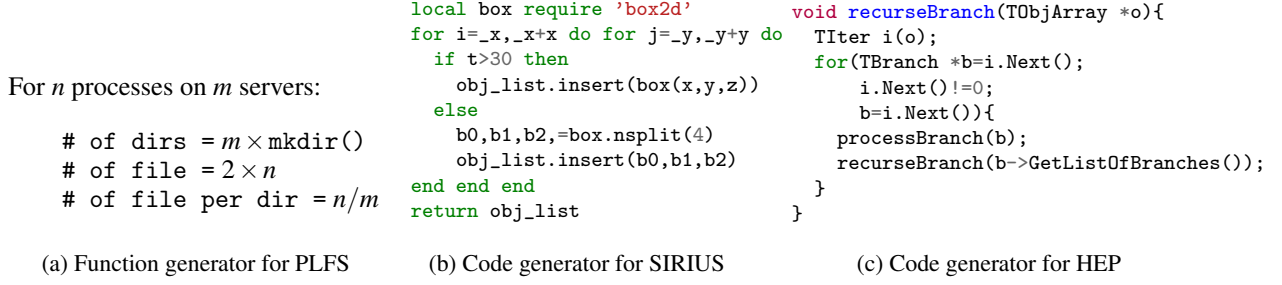 For n processes on m servers:
# of dirs = m × mkdir()
# of file = 2 × n
# of file per dir = n/m
(a) Function generator for PLFS
local box require ’box2d’
for i=_x,_x+x do for j=_y,_y+y do
if t>30 then
obj_list.insert(box(x,y,z))
else
b0,b1,b2,=box.nsplit(4)
obj_list.insert(b0,b1,b2)
end end end
return obj_list
(b) Code generator for SIRIUS
void recurseBranch(TObjArray *o){
TIter i(o);
for(TBranch *b=i.Next();
i.Next()!=0;
b=i.Next()){
processBranch(b);
recurseBranch(b->GetListOfBranches());
}
}
(c) Code generator for HEP